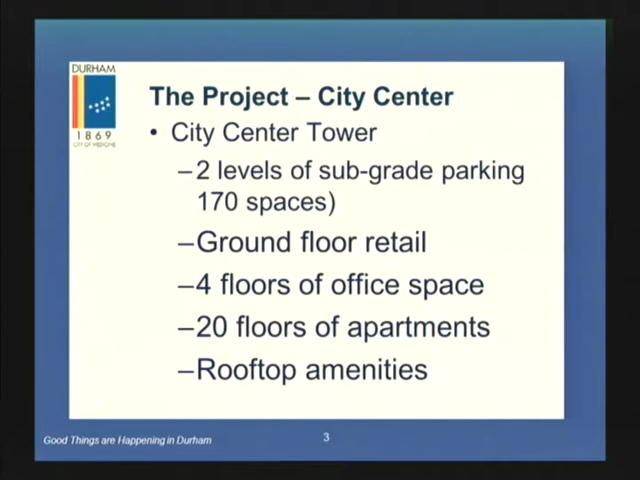 DURHAM
1869
CITY OF MEDICINE
The Project – City Center
• City Center Tower
–2 levels of sub-grade parking
170 spaces)
–Ground floor retail
–4 floors of office space
–20 floors of apartments
–Rooftop amenities
Good Things are Happening in Durham
3